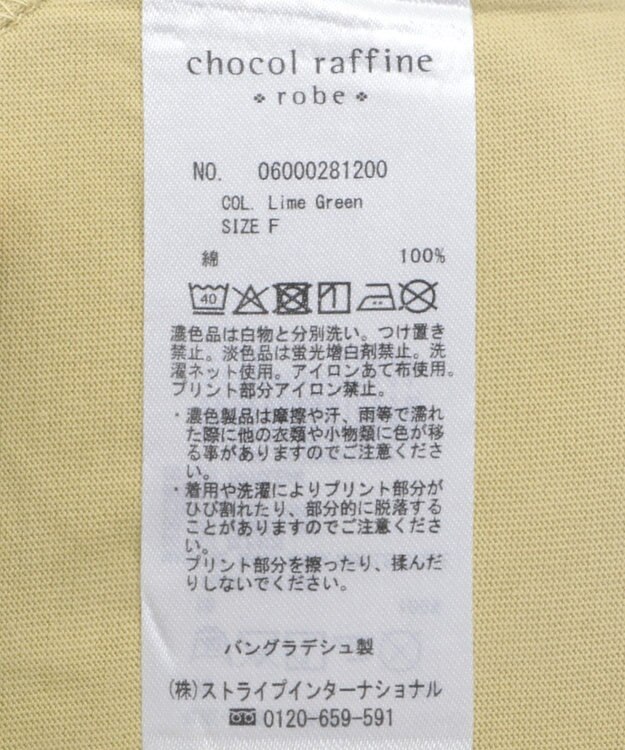 chocol raffine
robe
NO. 06000281200
COL. Lime Green
SIZE F
綿 100%
40
濃色品は白物と分別洗い。つけ置き
禁止。淡色品は蛍光増白剤禁止。洗
濯ネット使用。アイロンあて布使用。
プリント部分アイロン禁止。
・濃色製品は摩擦や汗、雨等で濡れ
た際に他の衣類や小物類に色が移
る事がありますのでご注意くださ
い。
・着用や洗濯によりプリント部分が
ひび割れたり、部分的に脱落する
ことがありますのでご注意くださ
い。
プリント部分を擦ったり、揉んだ
りしないでください。
バングラデシュ製
(株)ストライプインターナショナル
0120-659-591